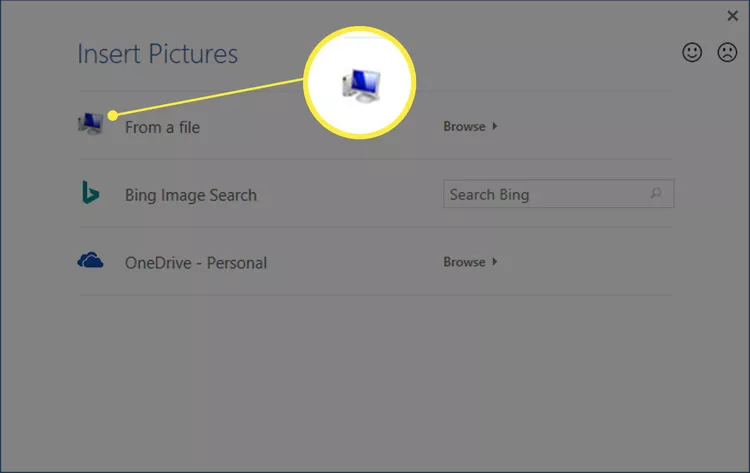 Insert Pictures
From a file
Browse
Bing Image Search
Search Bing
OneDrive - Personal
Browse